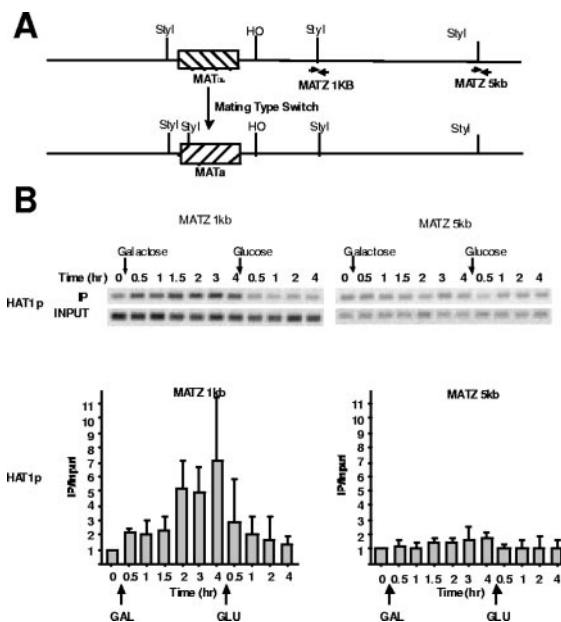 A
StyI HO StyI StyI
MATα
MATZ 1KB MATZ 5kb
Mating Type Switch
StyI StyI HO StyI StyI
MATa
B
MATZ 1kb MATZ 5kb
Galactose Glucose Galactose Glucose
Time (hr) 0 0.5 1 1.5 2 3 4 0.5 1 2 4 0 0.5 1 1.5 2 3 4 0.5 1 2 4
HAT1p IP
INPUT
MATZ 1kb MATZ 5kb
11 11
9 9
7 7
5 5
4 4
3 3
2 2
1 1
HAT1p IP/Input IP/Input
0 0.5 1 1.5 2 3 4 0.5 1 2 4 0 0.5 1 1.5 2 3 4 0.5 1 2 4
Time (hr) Time (hr)
GAL GLU GAL GLU